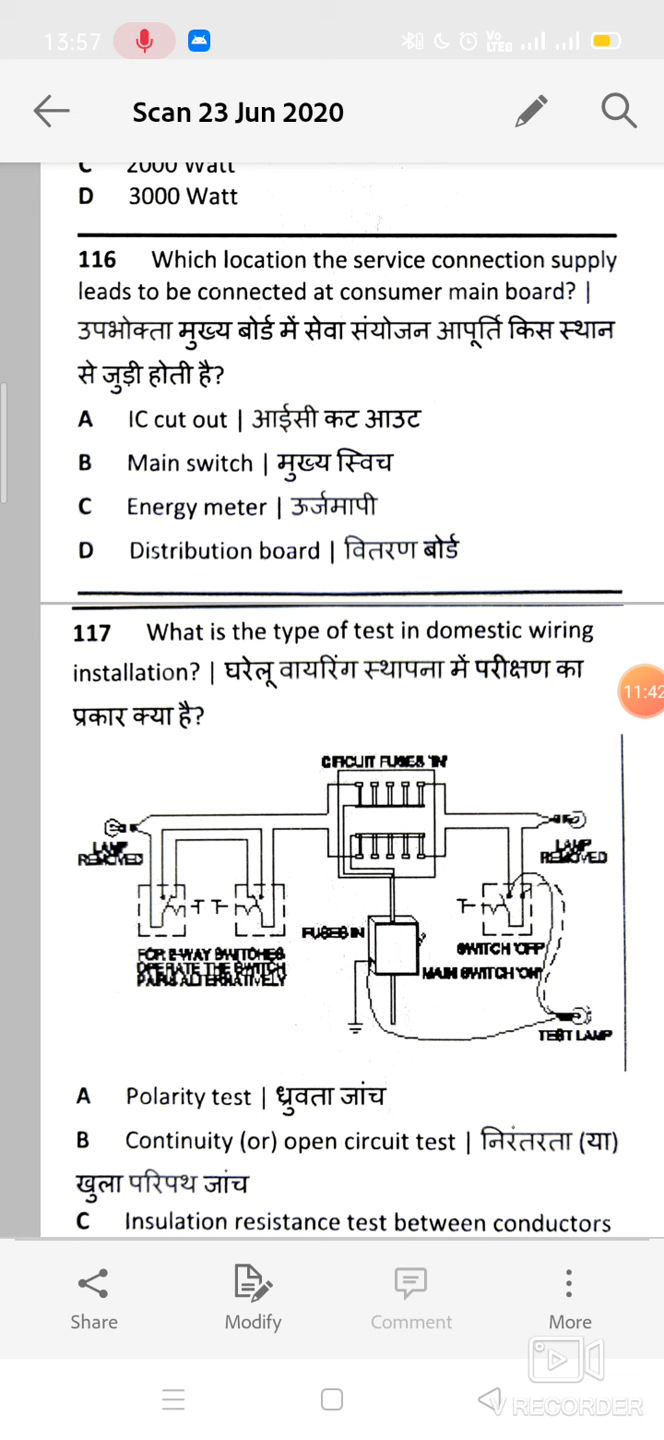 13:57
Vo
LTE
Scan 23 Jun 2020
C 2000 Watt
D 3000 Watt
116 Which location the service connection supply
leads to be connected at consumer main board? |
उपभोक्ता मुख्य बोर्ड में सेवा संयोजन आपूर्ति किस स्थान
से जुड़ी होती है?
A IC cut out | आईसी कट आउट
B Main switch | मुख्य स्विच
C Energy meter | ऊर्जमापी
D Distribution board | वितरण बोर्ड
117 What is the type of test in domestic wiring
installation? | घरेलू वायरिंग स्थापना में परीक्षण का
प्रकार क्या है?
11:42
CIRCUIT FUSES 'IN'
LAMP
REMOVED
LAMP
REMOVED
FUSES IN
FOR 2-WAY SWITCHES
OPERATE THE SWITCH
PAIRS ALTERNATIVELY
SWITCH 'OFF'
MAIN SWITCH 'ON'
TEST LAMP
A Polarity test | ध्रुवता जांच
B Continuity (or) open circuit test | निरंतरता (या)
खुला परिपथ जांच
C Insulation resistance test between conductors
Share Modify Comment More
V RECORDER